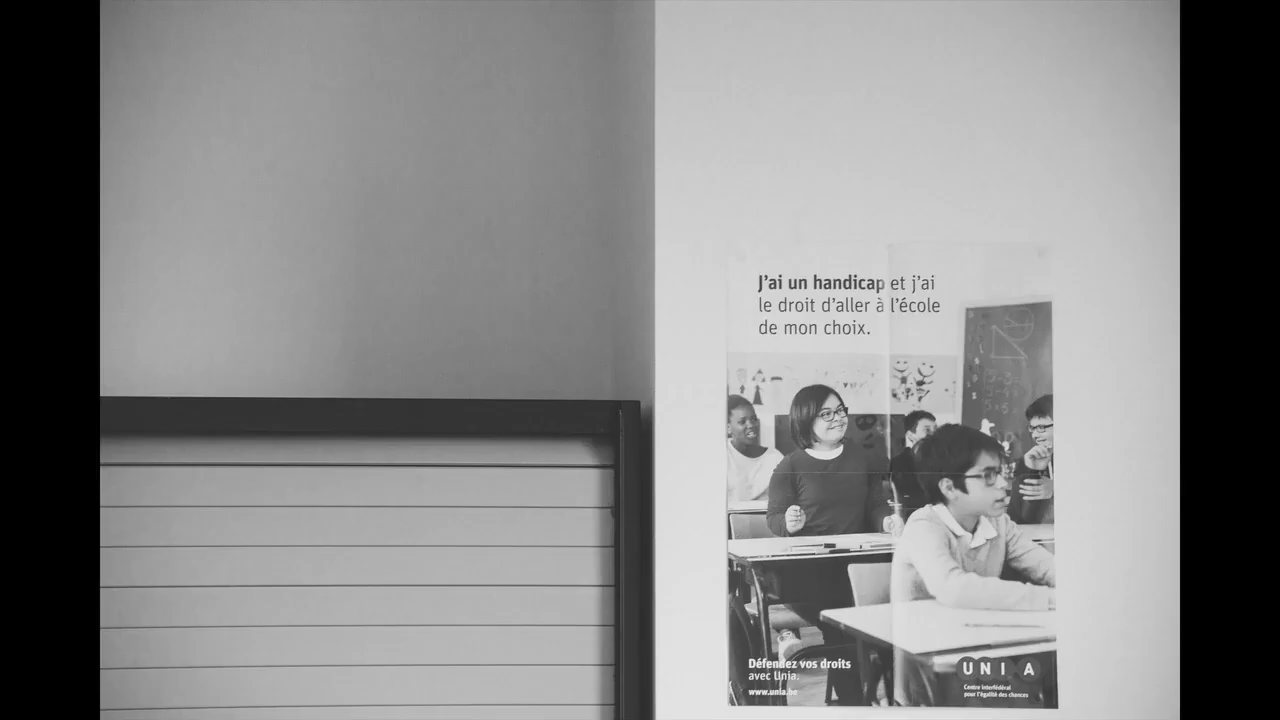 J'ai un handicap et j'ai
le droit d'aller à l'école
de mon choix.
Défendez vos droits
avec Unia.
www.unia.be
UNIA
Centre interfédéral
pour l'égalité des chances